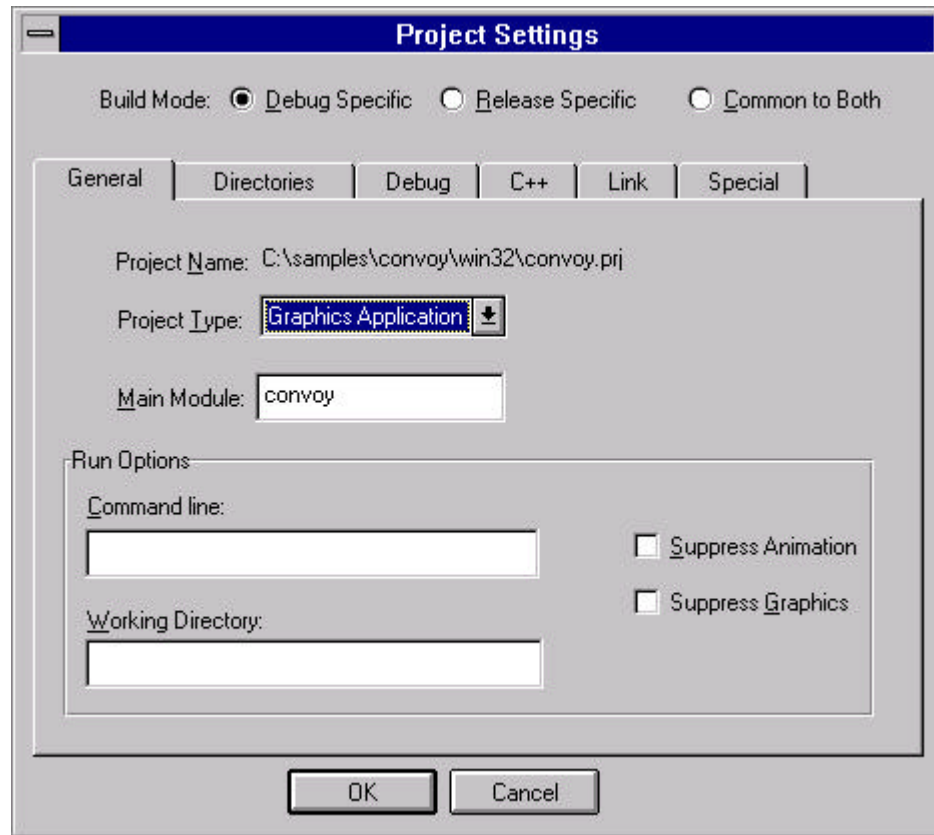 Project Settings
Build Mode: Debug Specific Release Specific Common to Both
General Directories Debug C++ Link Special
Project Name: C:\samples\convoy\win32\convoy.prj
Project Type: Graphics Application
Main Module: convoy
Run Options
Command line:
Suppress Animation
Suppress Graphics
Working Directory:
OK Cancel